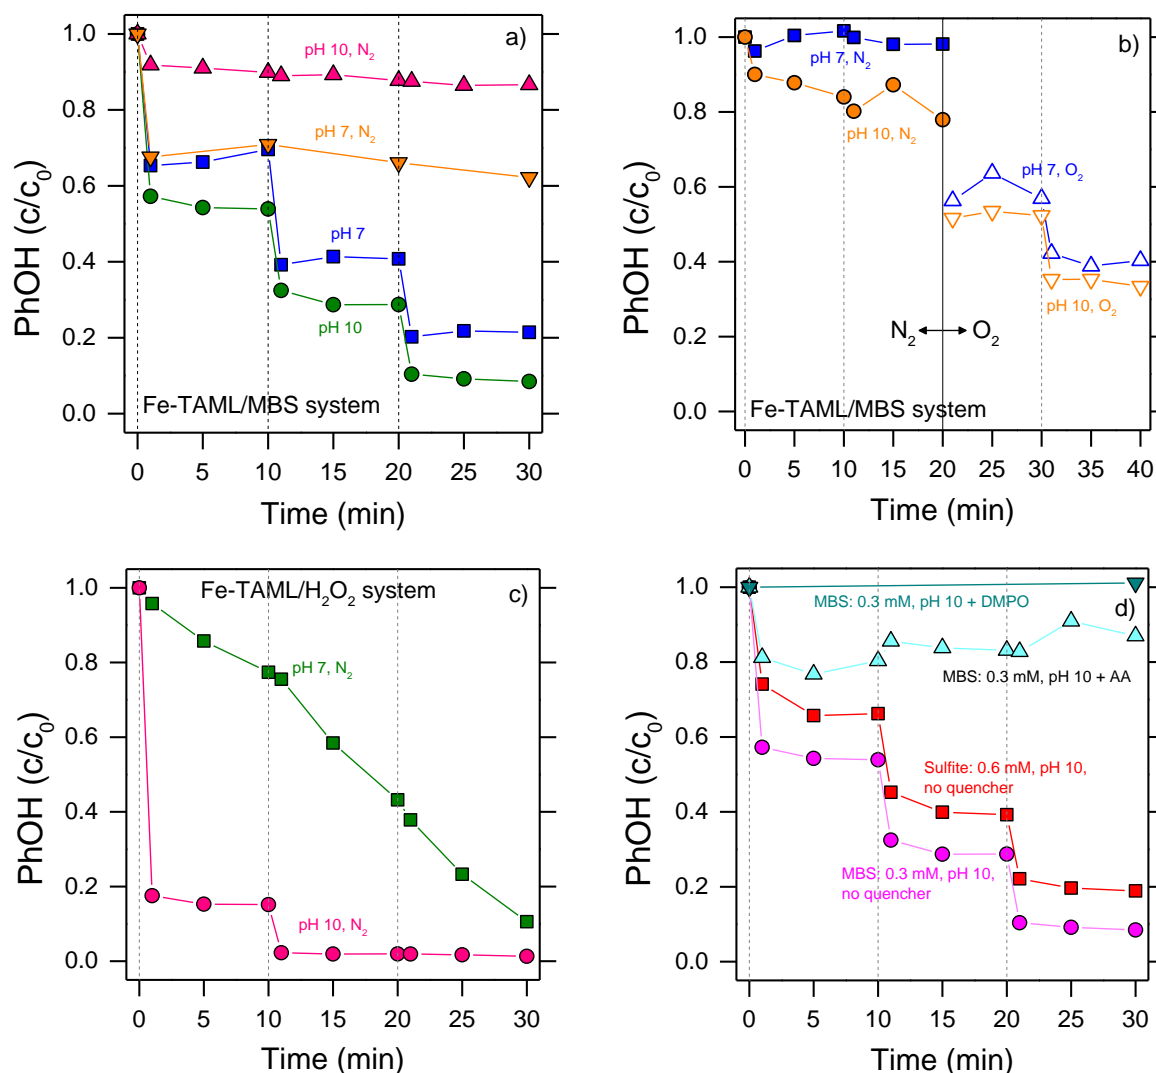 a)
pH 10, N₂
pH 7, N₂
pH 7
pH 10
Fe-TAML/MBS system
1.0
0.8
0.6
0.4
0.2
0.0
PhOH (c/c₀)
0 5 10 15 20 25 30
Time (min)
b)
pH 7, N₂
pH 10, N₂
pH 7, O₂
pH 10, O₂
N₂ O₂
Fe-TAML/MBS system
1.0
0.8
0.6
0.4
0.2
0.0
PhOH (c/c₀)
0 5 10 15 20 25 30 35 40
Time (min)
Fe-TAML/H₂O₂ system
c)
pH 7, N₂
pH 10, N₂
1.0
0.8
0.6
0.4
0.2
0.0
PhOH (c/c₀)
0 5 10 15 20 25 30
Time (min)
d)
MBS: 0.3 mM, pH 10 + DMPO
MBS: 0.3 mM, pH 10 + AA
Sulfite: 0.6 mM, pH 10,
no quencher
MBS: 0.3 mM, pH 10,
no quencher
1.0
0.8
0.6
0.4
0.2
0.0
PhOH (c/c₀)
0 5 10 15 20 25 30
Time (min)